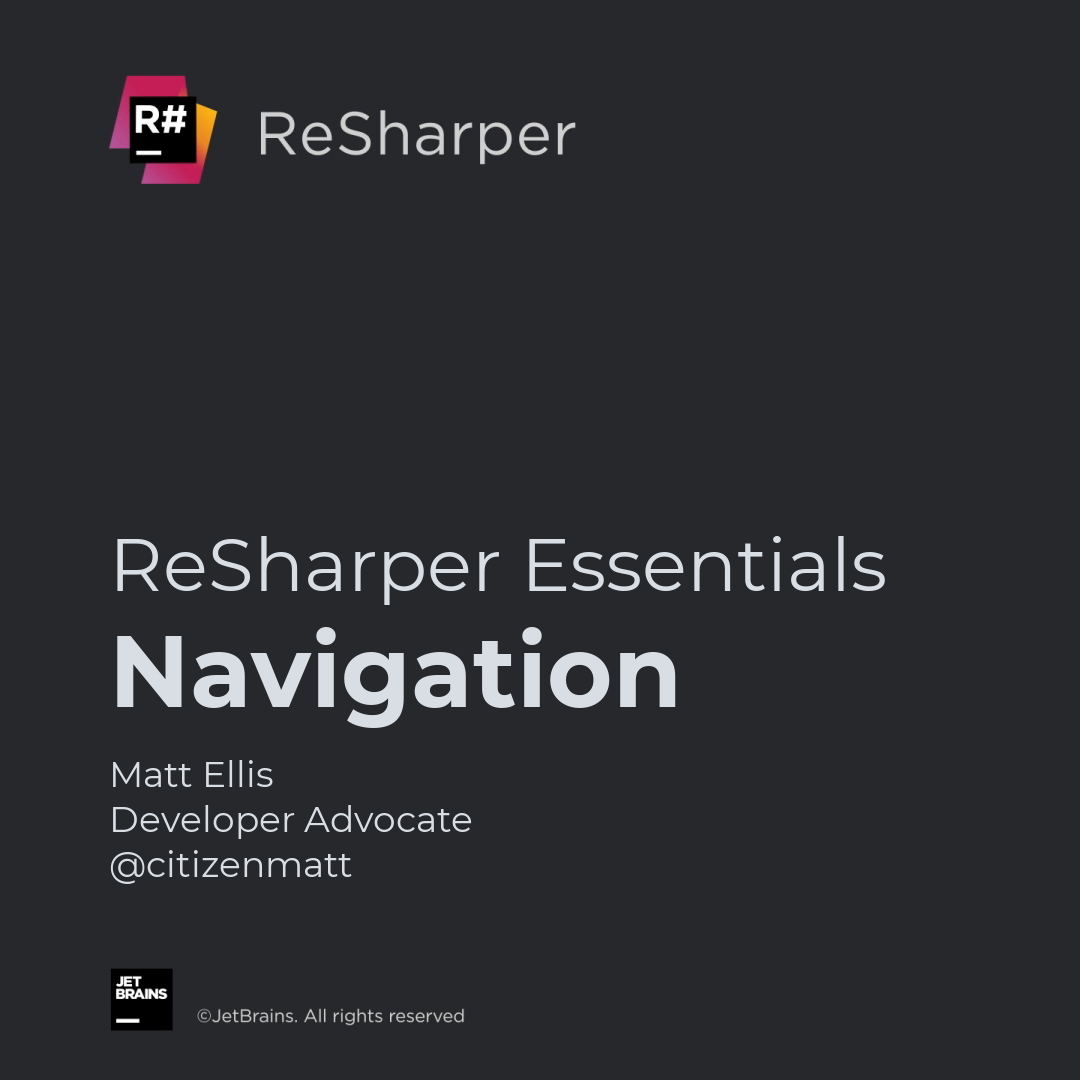 R#
ReSharper
ReSharper Essentials
Navigation
Matt Ellis
Developer Advocate
@citizenmatt
JET
BRAINS
©JetBrains. All rights reserved